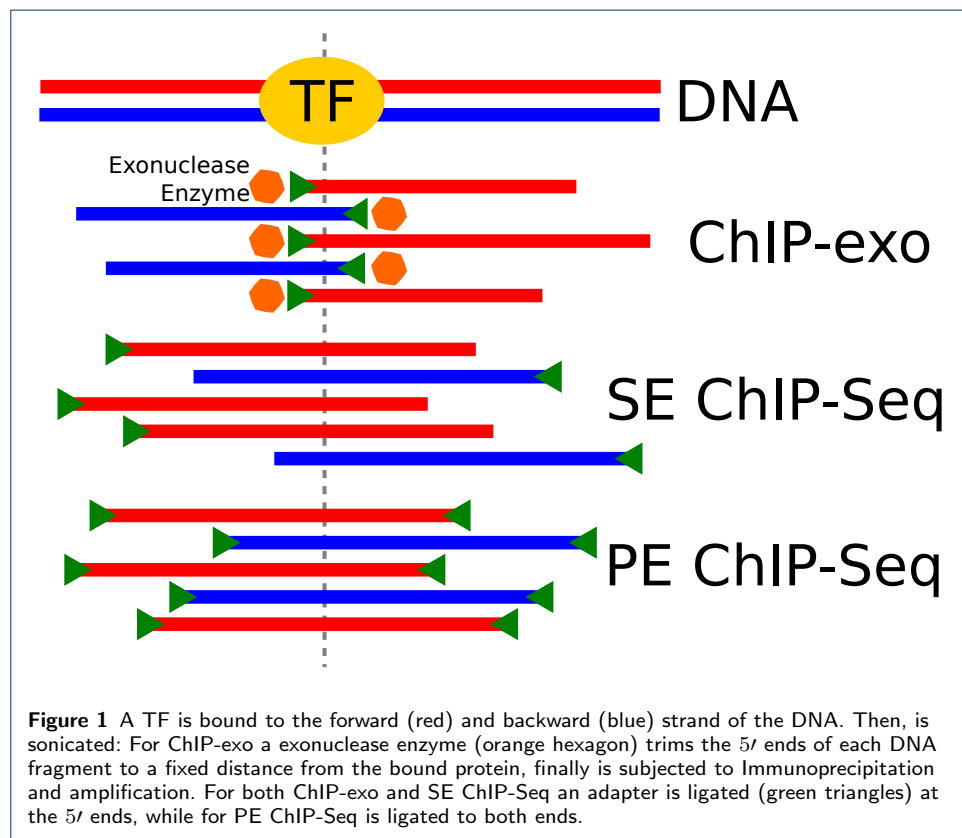 TF
DNA
Exonuclease
Enzyme
ChIP-exo
SE ChIP-Seq
PE ChIP-Seq
Figure 1 A TF is bound to the forward (red) and backward (blue) strand of the DNA. Then, is
sonicated: For ChIP-exo a exonuclease enzyme (orange hexagon) trims the 5′ ends of each DNA
fragment to a fixed distance from the bound protein, finally is subjected to Immunoprecipitation
and amplification. For both ChIP-exo and SE ChIP-Seq an adapter is ligated (green triangles) at
the 5′ ends, while for PE ChIP-Seq is ligated to both ends.